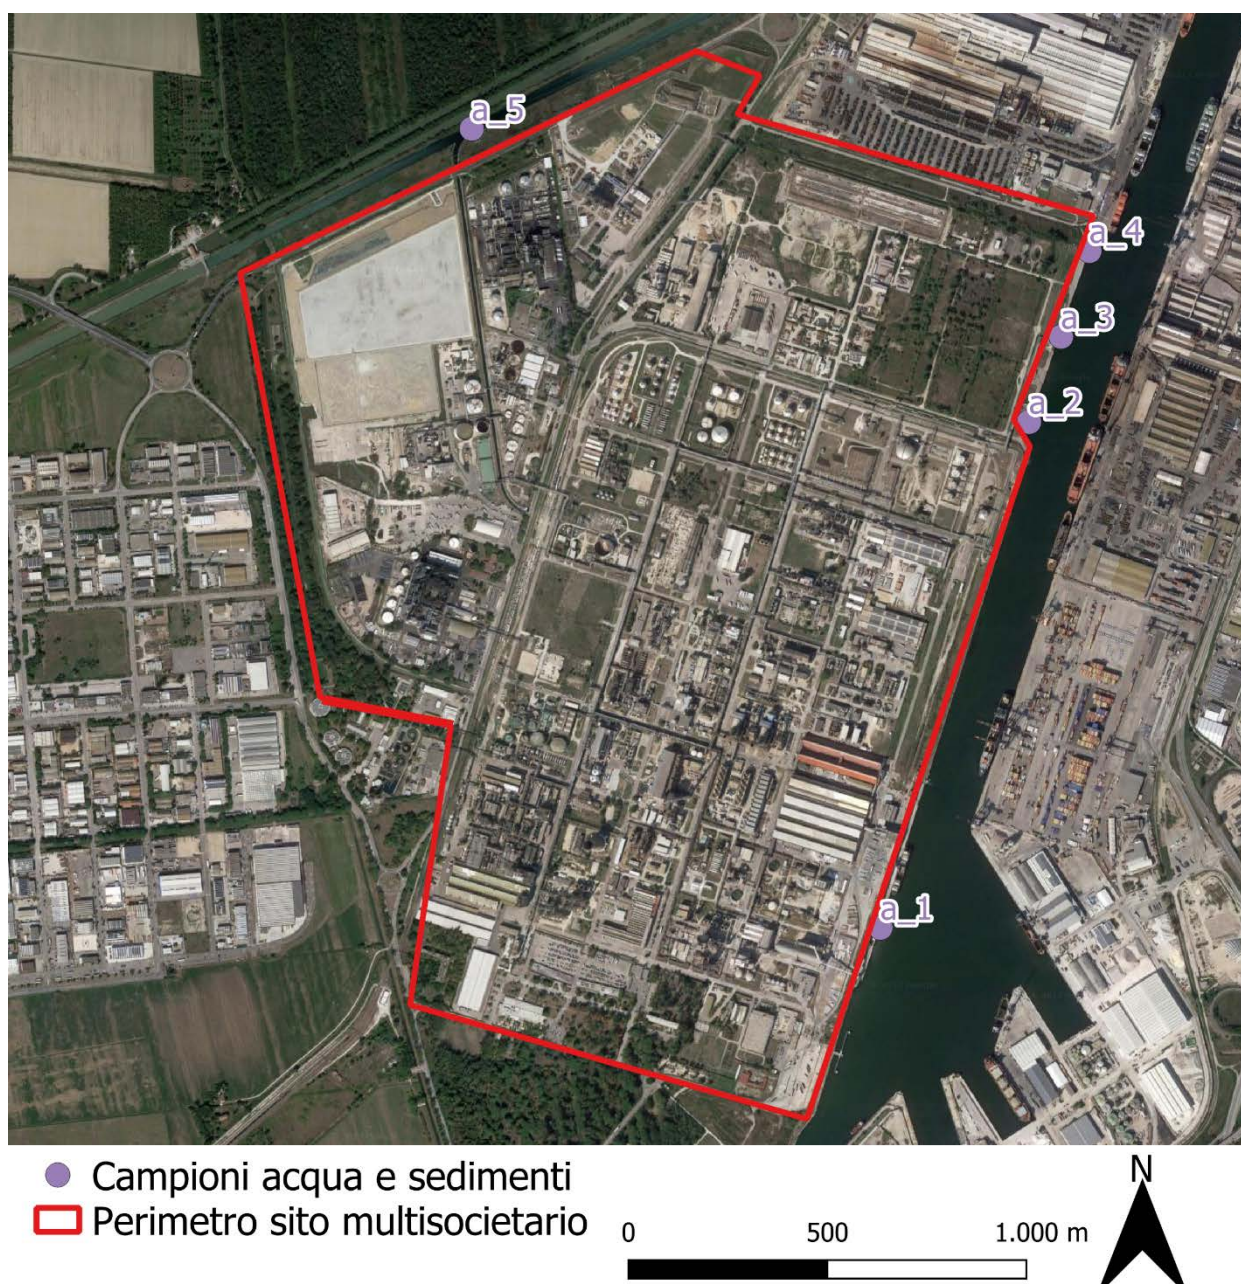 a_5
a_4
a_3
a_2
a_1
Campioni acqua e sedimenti
Perimetro sito multisocietario
N
0 500 1.000 m